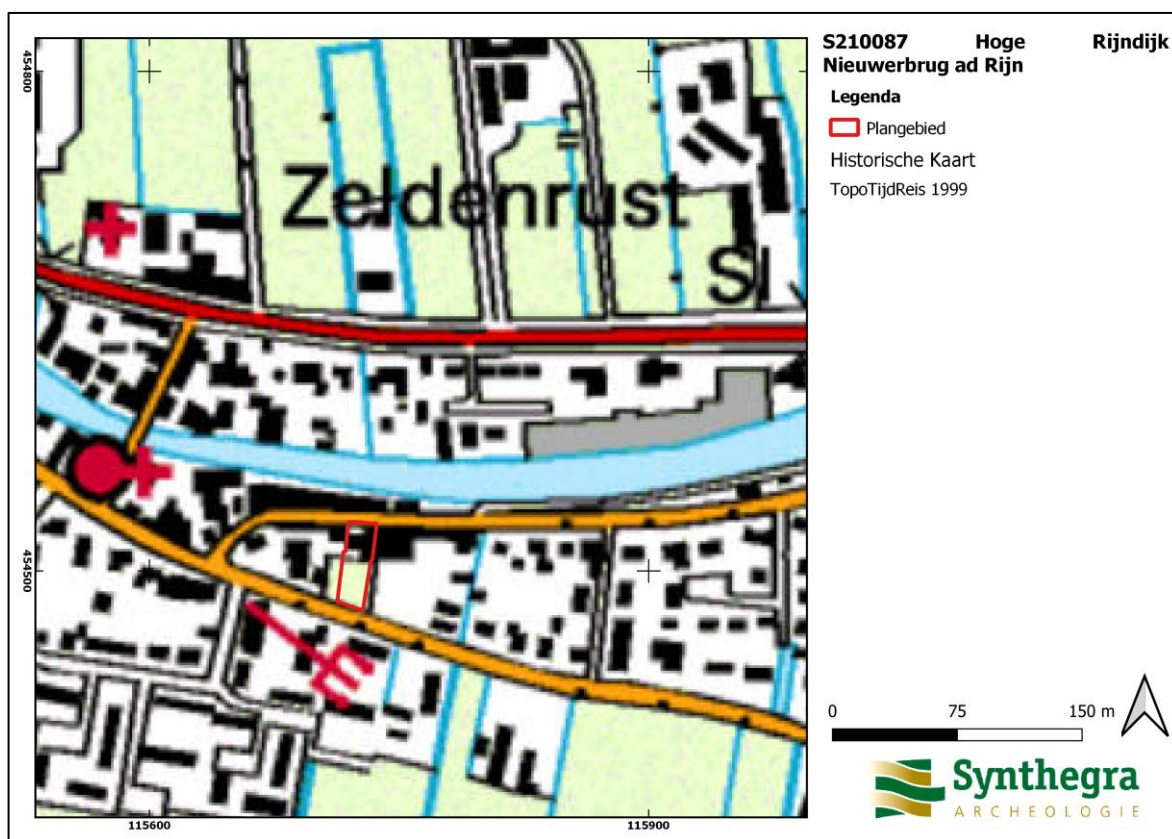 S210087 Hoge Rijndijk
Nieuwerbrug ad Rijn
Legenda
Plangebied
Historische Kaart
TopoTijdReis 1999
454800
Zeldenrust
Sl
454500
115600
115900
0 75 150 m
Synthegra
ARCHEOLOGIE